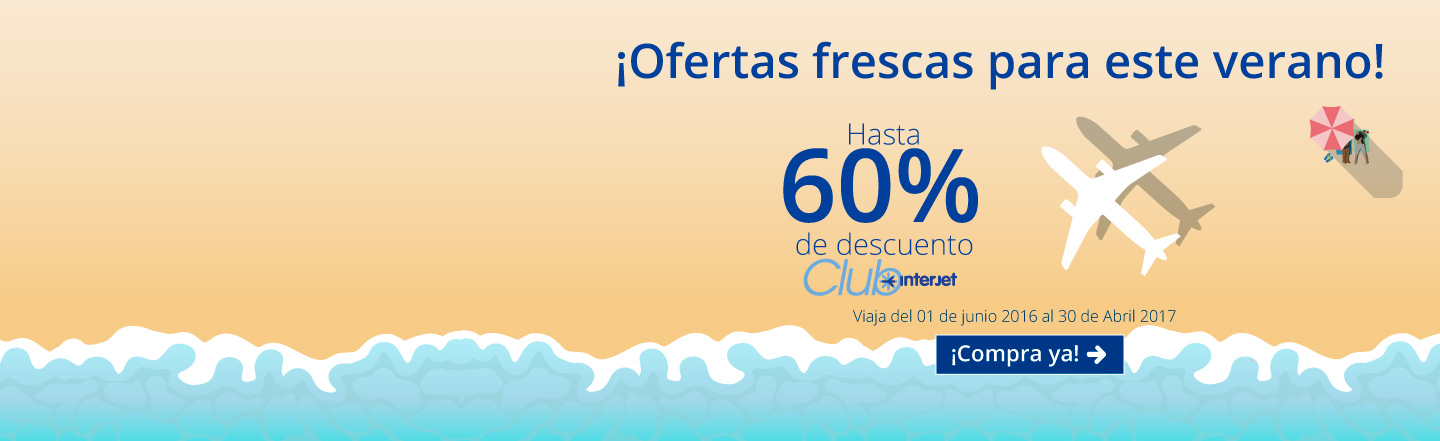 ¡Ofertas frescas para este verano!
Hasta
60%
de descuento
Club interjet
Viaja del 01 de junio 2016 al 30 de Abril 2017
¡Compra ya!